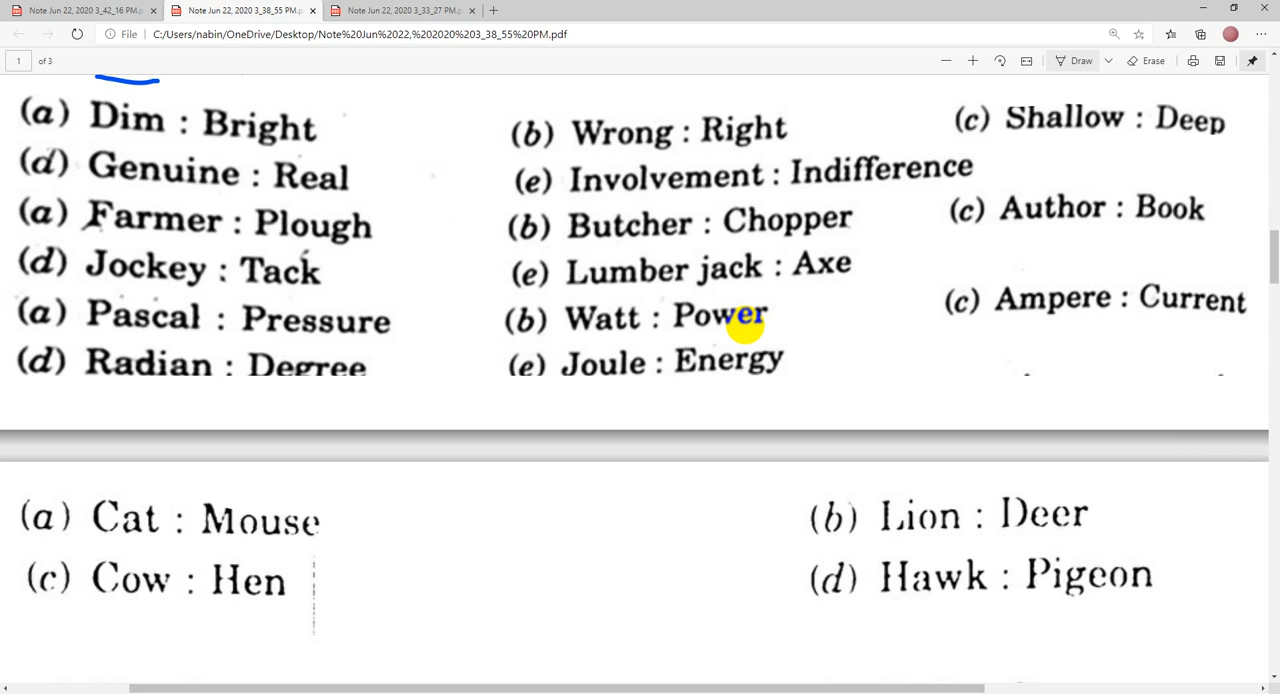 Note Jun 22, 2020 3_42_16 PM.p
Note Jun 22, 2020 3_38_55 PM.p
Note Jun 22, 2020 3_33_27 PM.p
File C:/Users/nabin/OneDrive/Desktop/Note%20Jun%2022,%202020%203_38_55%20PM.pdf
1 of 3 Draw Erase
(a) Dim : Bright (b) Wrong : Right (c) Shallow : Deep
(d) Genuine : Real (e) Involvement : Indifference
(a) Farmer : Plough (b) Butcher : Chopper (c) Author : Book
(d) Jockey : Tack (e) Lumber jack : Axe
(a) Pascal : Pressure (b) Watt : Power (c) Ampere : Current
(d) Radian : Degree (e) Joule : Energy
(a) Cat : Mouse (b) Lion : Deer
(c) Cow : Hen (d) Hawk : Pigeon